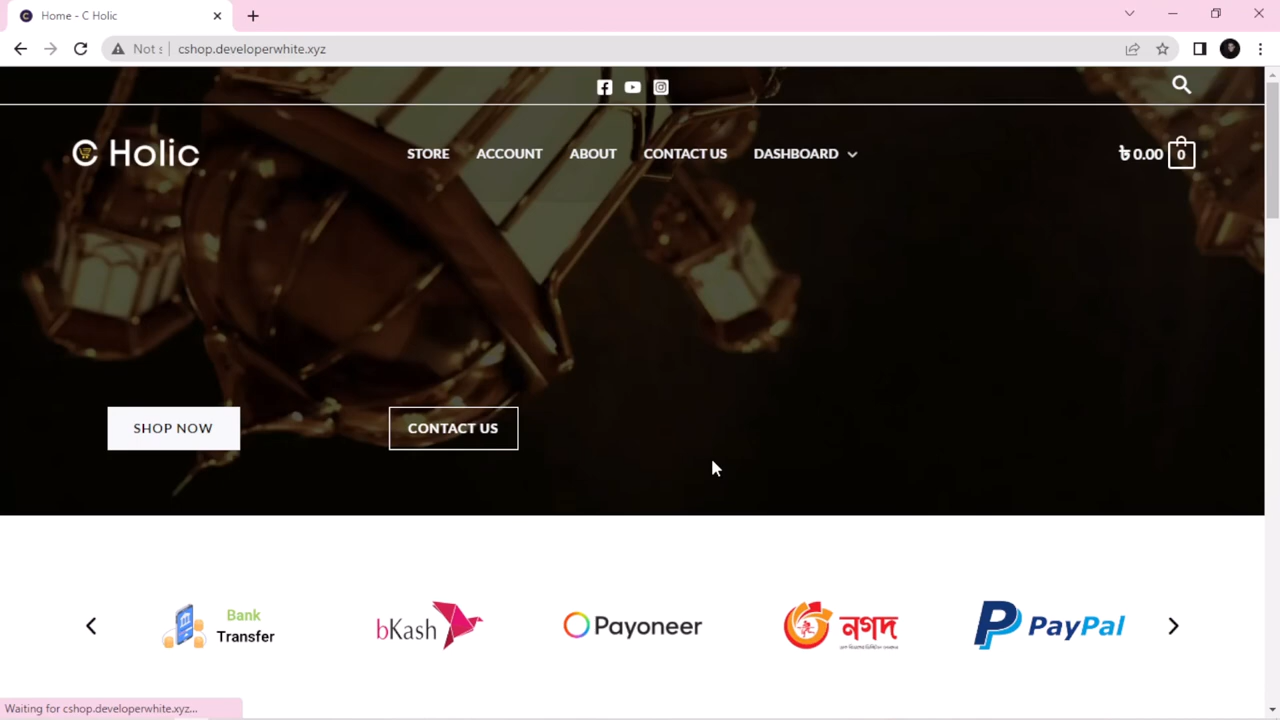 Home - C Holic
Not s
cshop.developerwhite.xyz
C Holic
STORE
ACCOUNT
ABOUT
CONTACT US
DASHBOARD
৳ 0.00
0
SHOP NOW
CONTACT US
Bank
Transfer
bKash
Payoneer
নগদ
PayPal
Waiting for cshop.developerwhite.xyz...